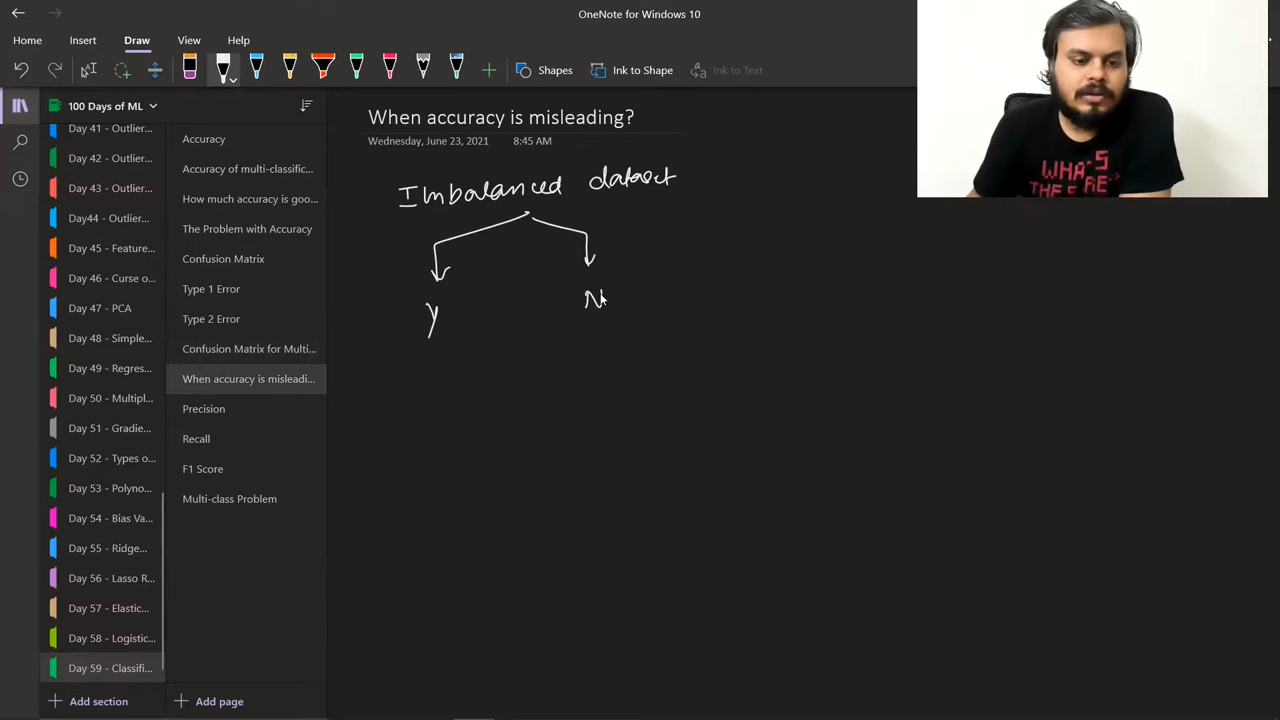 OneNote for Windows 10
Home Insert Draw View Help
Shapes Ink to Shape Ink to Text
100 Days of ML
Day 41 - Outlier...
Day 42 - Outlier...
Day 43 - Outlier...
Day44 - Outlier...
Day 45 - Feature...
Day 46 - Curse o...
Day 47 - PCA
Day 48 - Simple...
Day 49 - Regres...
Day 50 - Multipl...
Day 51 - Gradie...
Day 52 - Types o...
Day 53 - Polyno...
Day 54 - Bias Va...
Day 55 - Ridge...
Day 56 - Lasso R...
Day 57 - Elastic...
Day 58 - Logistic...
Day 59 - Classifi...
Add section
Accuracy
Accuracy of multi-classific...
How much accuracy is goo...
The Problem with Accuracy
Confusion Matrix
Type 1 Error
Type 2 Error
Confusion Matrix for Multi...
When accuracy is misleadi...
Precision
Recall
F1 Score
Multi-class Problem
Add page
When accuracy is misleading?
Wednesday, June 23, 2021 8:45 AM
Imbalanced dataset
Y N
WHA'S
THE